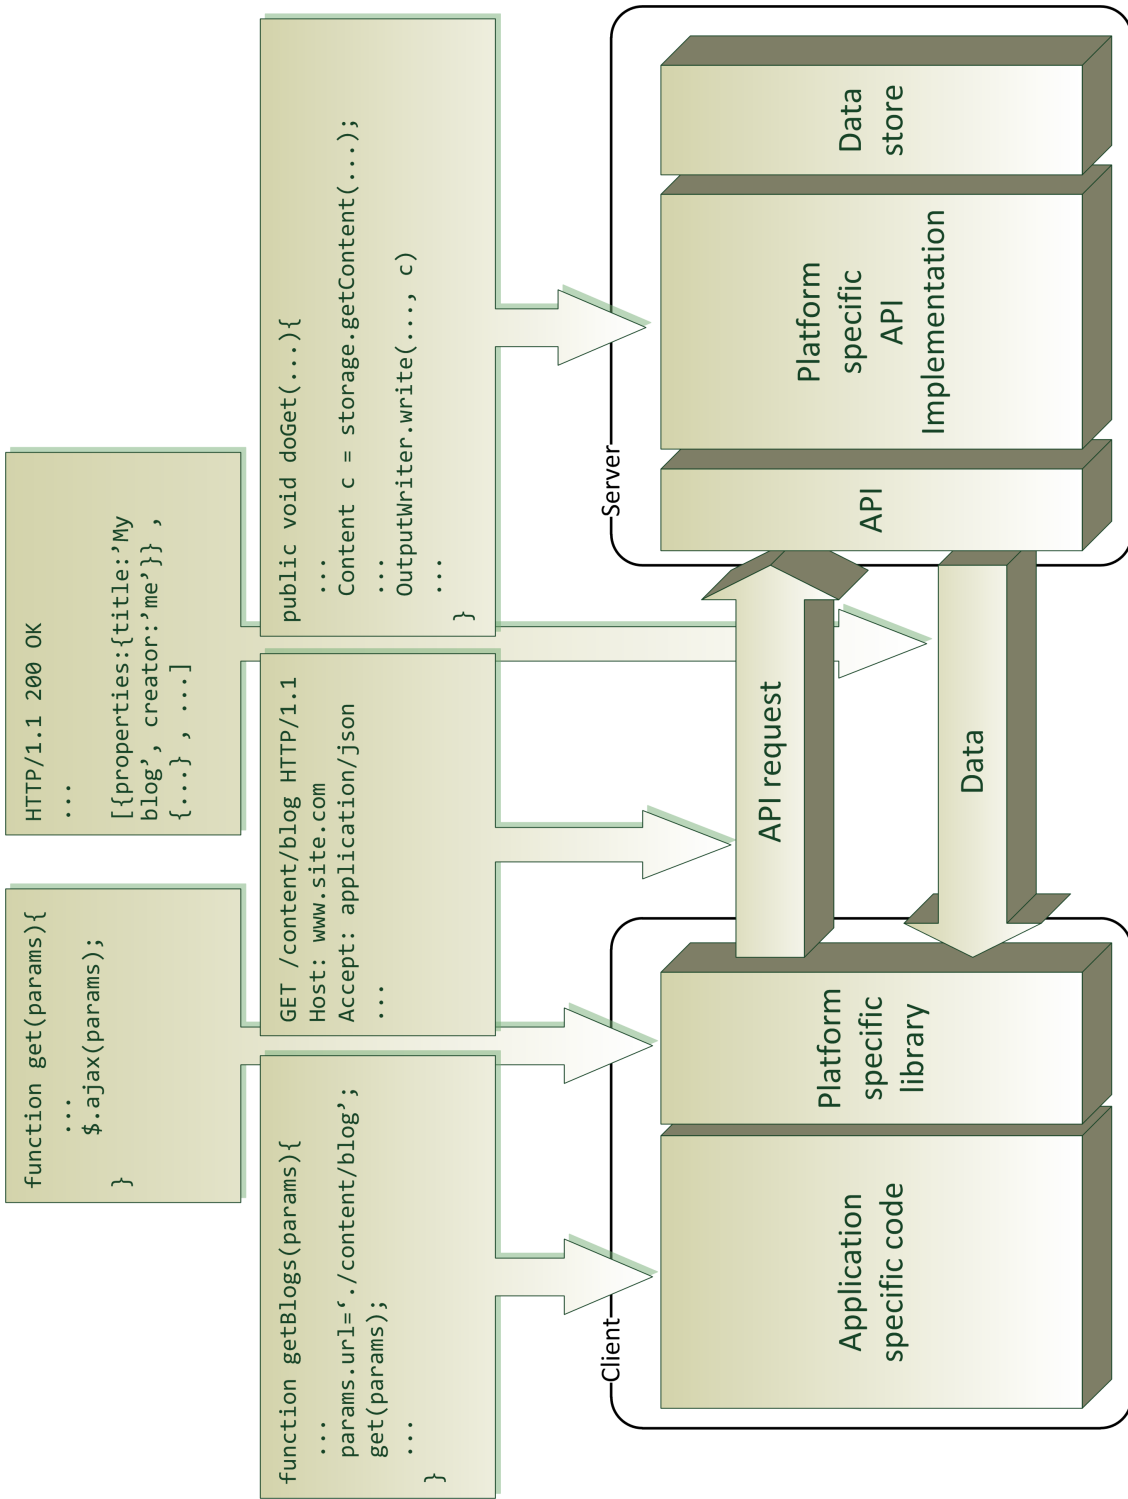 function get(params){
...
$.ajax(params);
}
HTTP/1.1 200 OK
...
[{properties:{title:’My
blog’, creator:’me’}} ,
{...} , ...]
function getBlogs(params){
...
params.url=‘./content/blog’;
get(params);
...
}
GET /content/blog HTTP/1.1
Host: www.site.com
Accept: application/json
...
public void doGet(...){
...
Content c = storage.getContent(...);
...
OutputWriter.write(..., c)
...
}
Client
Server
Application
specific code
Platform
specific
library
API request
Data
API
Platform
specific
API
Implementation
Data
store